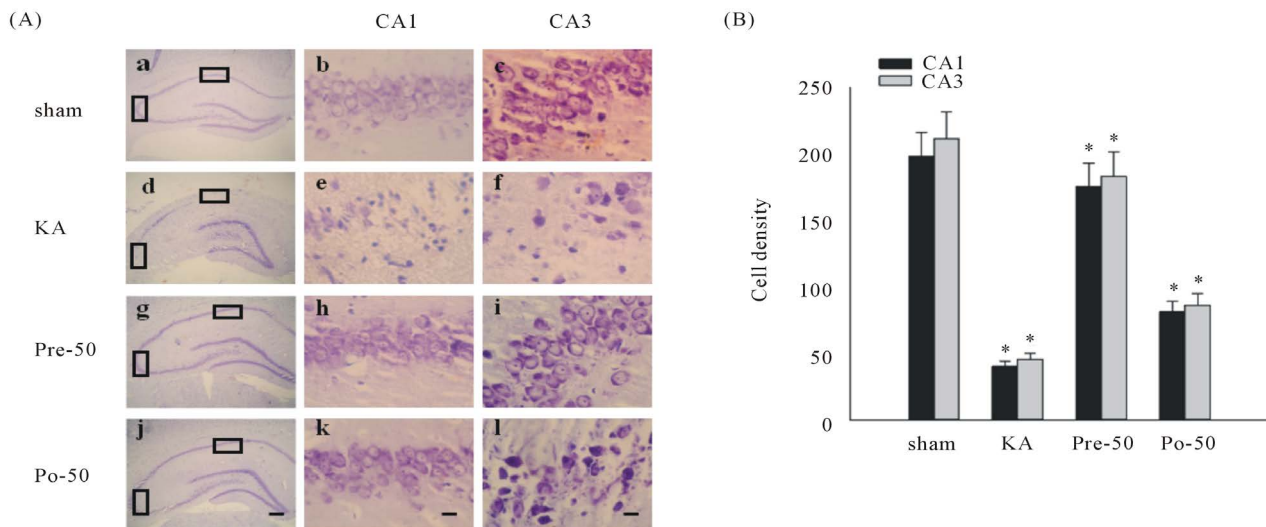 (A)
CA1 CA3
sham
a b c
KA
d e f
Pre-50
g h i
Po-50
j k l
(B)
CA1
CA3
Cell density
250
200
150
100
50
0
* *
* *
* *
sham KA Pre-50 Po-50